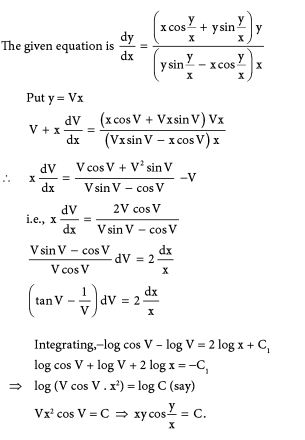 The given equation is dy/dx = (x cos y/x + y sin y/x) y / (y sin y/x − x cos y/x) x
Put y = Vx
V + x dV/dx = (x cos V + Vx sin V) Vx / (Vx sin V − x cos V) x
∴ x dV/dx = V cos V + V² sin V / V sin V − cos V −V
i.e., x dV/dx = 2V cos V / V sin V − cos V
V sin V − cos V / V cos V dV = 2 dx/x
(tan V − 1/V) dV = 2 dx/x
Integrating,−log cos V − log V = 2 log x + C₁
log cos V + log V + 2 log x = −C₁
⇒ log (V cos V . x²) = log C (say)
Vx² cos V = C ⇒ xy cos y/x = C.